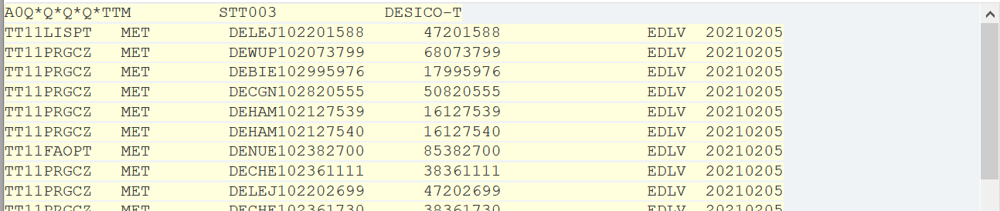 A0Q*Q*Q*Q*TTM         STT003           DESICO-T
TT11LISPT   MET        DELEJ102201588      47201588               EDLV  20210205
TT11PRGCZ   MET        DEWUP102073799      68073799               EDLV  20210205
TT11PRGCZ   MET        DEBIE102995976      17995976               EDLV  20210205
TT11PRGCZ   MET        DECGN102820555      50820555               EDLV  20210205
TT11PRGCZ   MET        DEHAM102127539      16127539               EDLV  20210205
TT11PRGCZ   MET        DEHAM102127540      16127540               EDLV  20210205
TT11FAOPT   MET        DENUE102382700      85382700               EDLV  20210205
TT11PRGCZ   MET        DECHE102361111      38361111               EDLV  20210205
TT11PRGCZ   MET        DELEJ102202699      47202699               EDLV  20210205
TT11PRGCZ   MET        DECHE102361730      38361730               EDLV  20210205